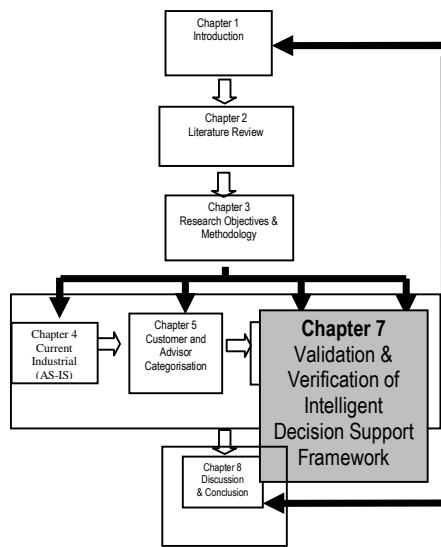 Chapter 1
Introduction
Chapter 2
Literature Review
Chapter 3
Research Objectives &
Methodology
Chapter 4
Current
Industrial
(AS-IS)
Chapter 5
Customer and
Advisor
Categorisation
Chapter 7
Validation &
Verification of
Intelligent
Decision Support
Framework
Chapter 8
Discussion
& Conclusion